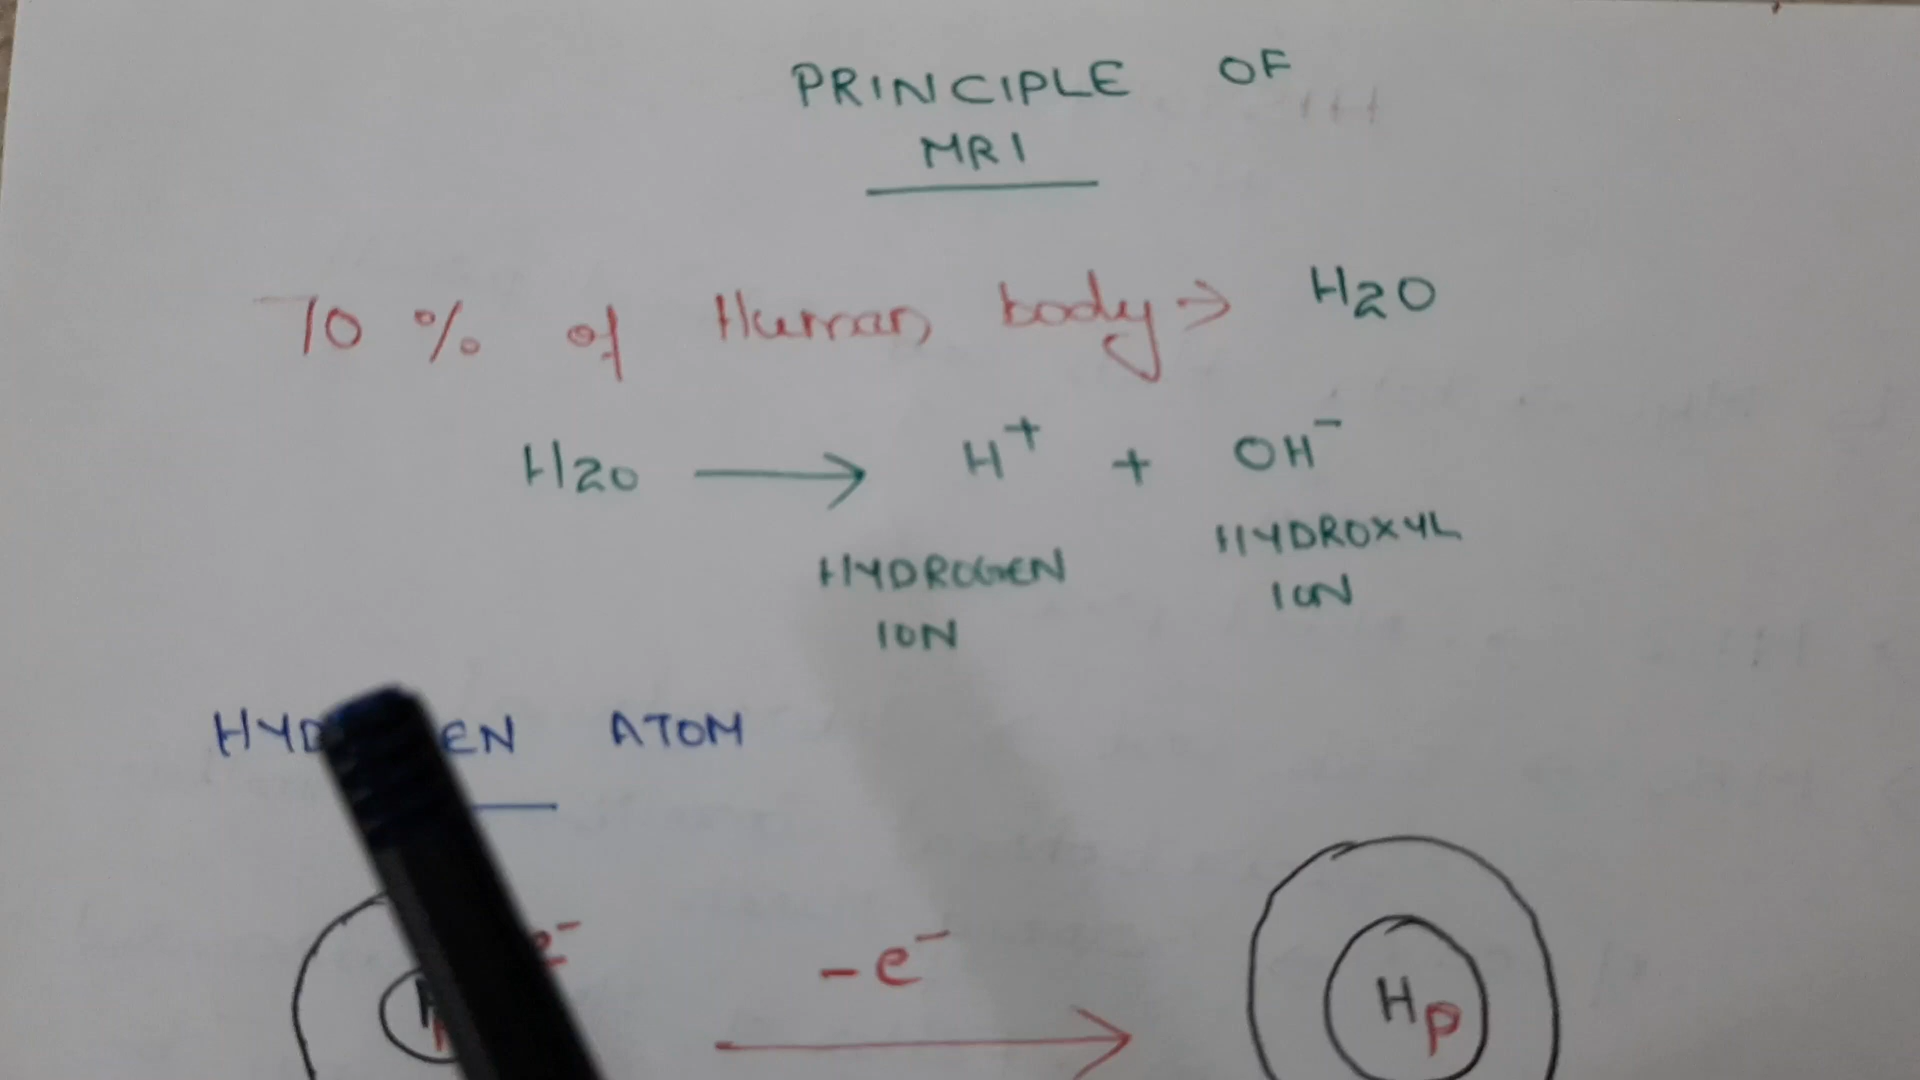 PRINCIPLE OF
MRI
70 % of Human body → H2O
H2O → H⁺ + OH⁻
HYDROGEN HYDROXYL
ION ION
ATOM
e⁻ -e⁻
H Hp